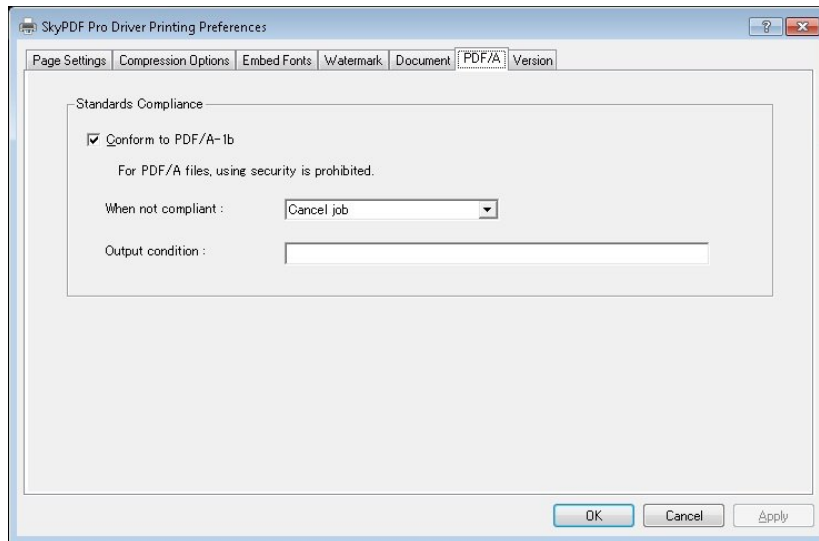 SkyPDF Pro Driver Printing Preferences
Page Settings Compression Options Embed Fonts Watermark Document PDF/A Version
Standards Compliance
Conform to PDF/A-1b
For PDF/A files, using security is prohibited.
When not compliant : Cancel job
Output condition :
OK Cancel Apply